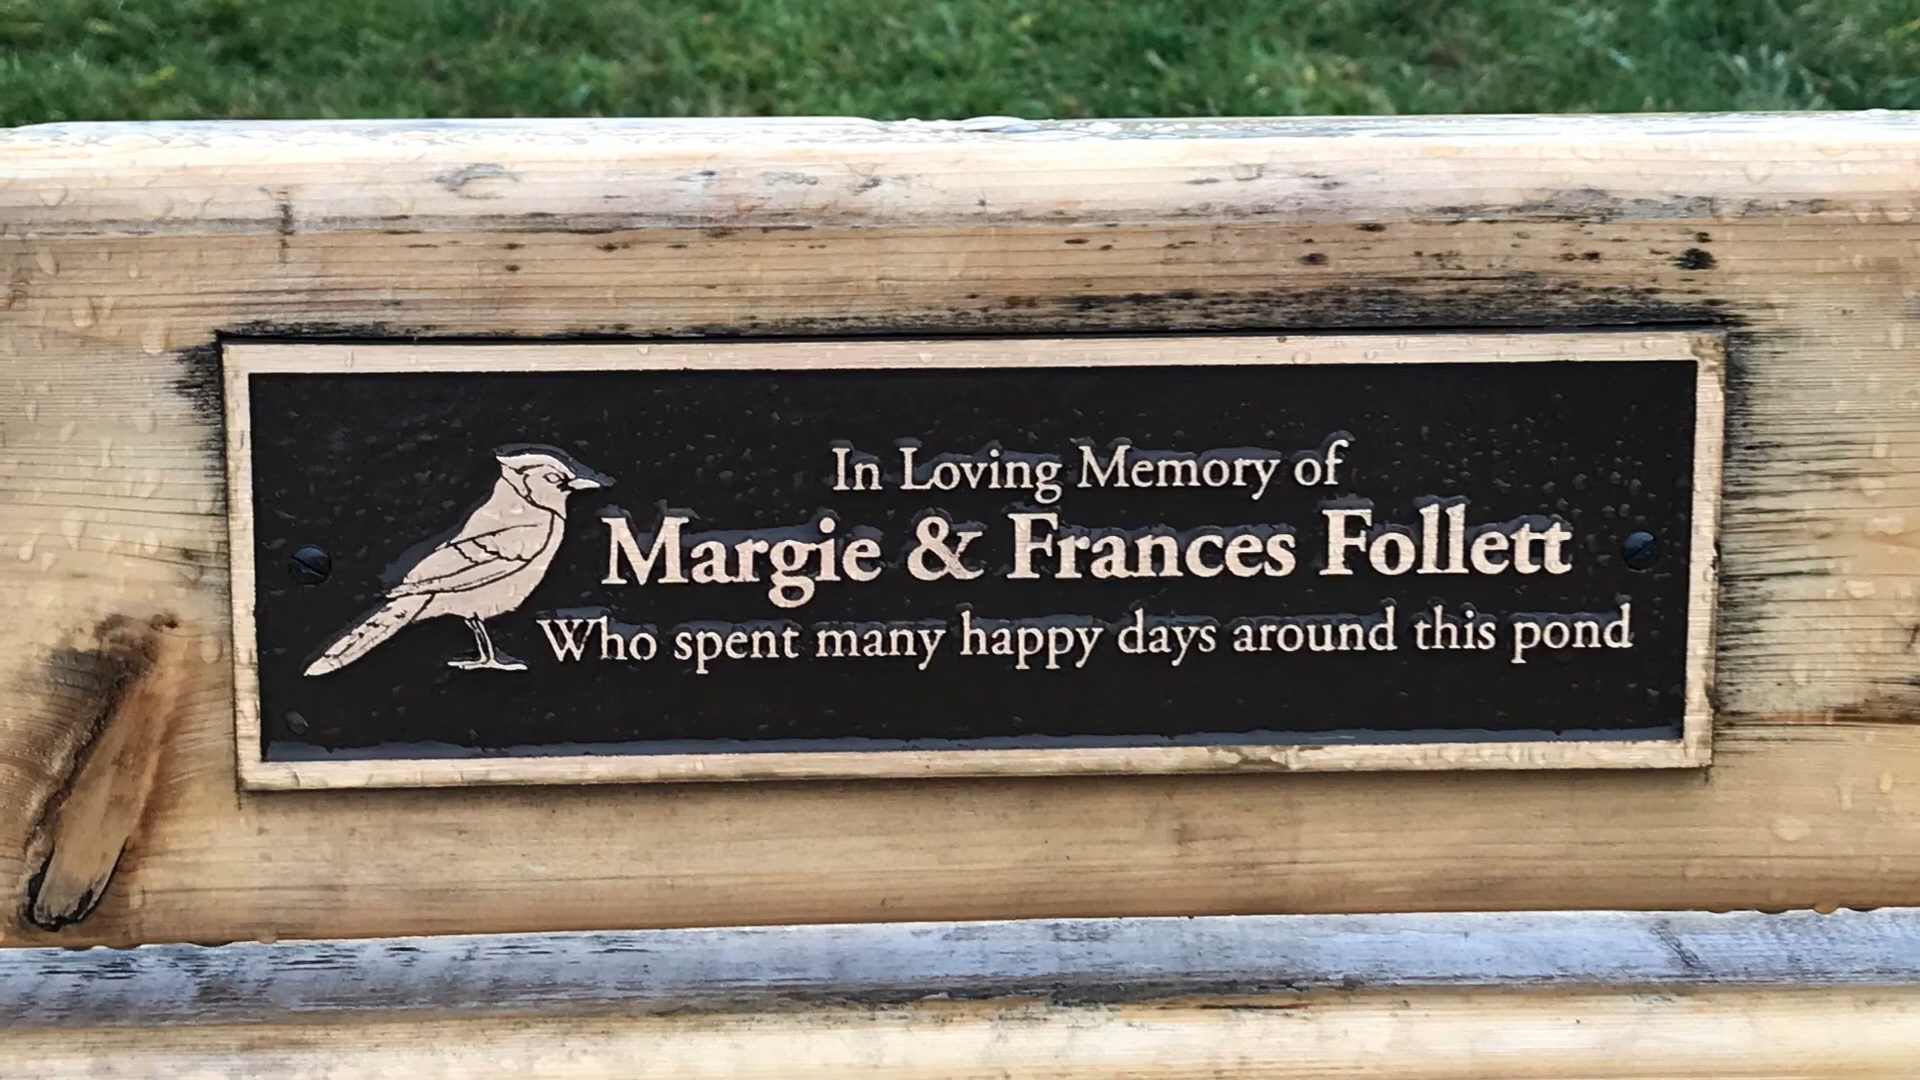 In Loving Memory of
Margie & Frances Follett
Who spent many happy days around this pond